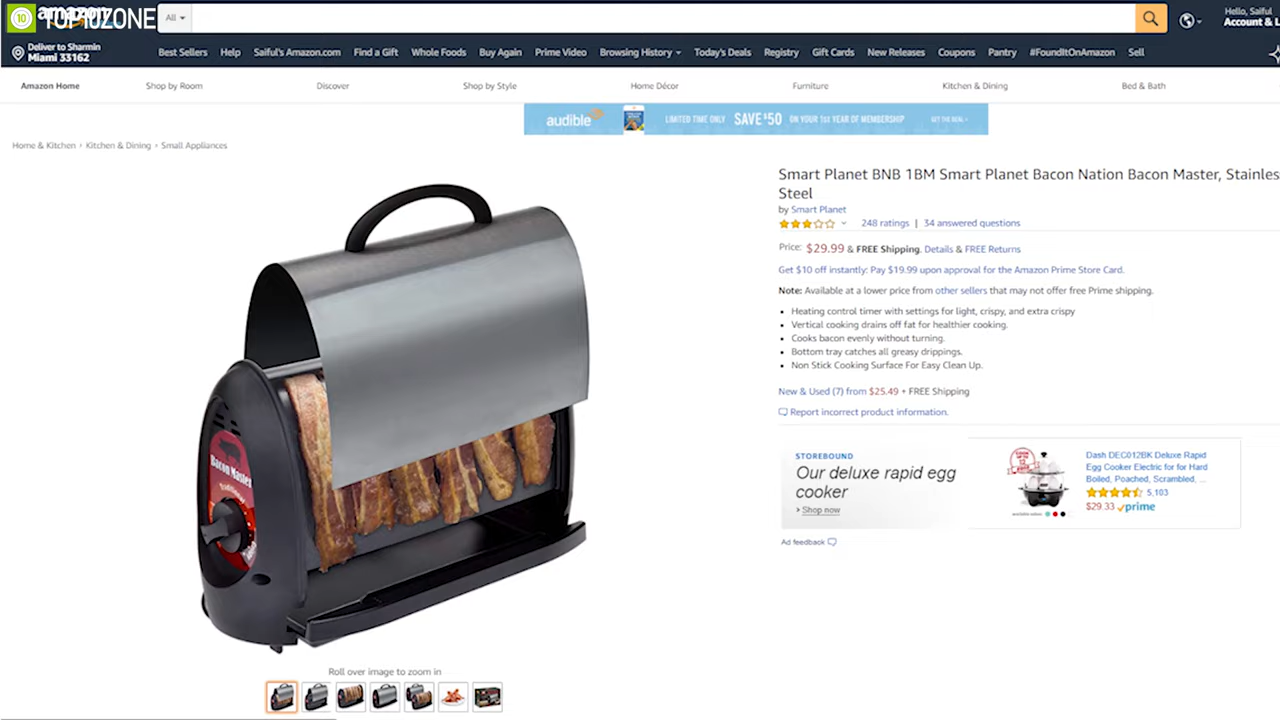 amazon
10 TOP10ZONE
All
Hello, Saiful
Account & L
Deliver to Sharmin
Miami 33162
Best Sellers Help Saiful's Amazon.com Find a Gift Whole Foods Buy Again Prime Video Browsing History Today's Deals Registry Gift Cards New Releases Coupons Pantry #FoundItOnAmazon Sell
Amazon Home Shop by Room Discover Shop by Style Home Décor Furniture Kitchen & Dining Bed & Bath
audible LIMITED TIME ONLY SAVE $50 ON YOUR 1ST YEAR OF MEMBERSHIP GET THE DEAL ›
Home & Kitchen › Kitchen & Dining › Small Appliances
Smart Planet BNB 1BM Smart Planet Bacon Nation Bacon Master, Stainles
Steel
by Smart Planet
248 ratings | 34 answered questions
Price: $29.99 & FREE Shipping. Details & FREE Returns
Get $10 off instantly: Pay $19.99 upon approval for the Amazon Prime Store Card.
Note: Available at a lower price from other sellers that may not offer free Prime shipping.
• Heating control timer with settings for light, crispy, and extra crispy
• Vertical cooking drains off fat for healthier cooking.
• Cooks bacon evenly without turning.
• Bottom tray catches all greasy drippings.
• Non Stick Cooking Surface For Easy Clean Up.
New & Used (7) from $25.49 + FREE Shipping
Report incorrect product information.
STOREBOUND
Our deluxe rapid egg
cooker
› Shop now
Dash DEC012BK Deluxe Rapid
Egg Cooker Electric for for Hard
Boiled, Poached, Scrambled, ...
5,103
$29.33 prime
Ad feedback
Bacon Master
Roll over image to zoom in